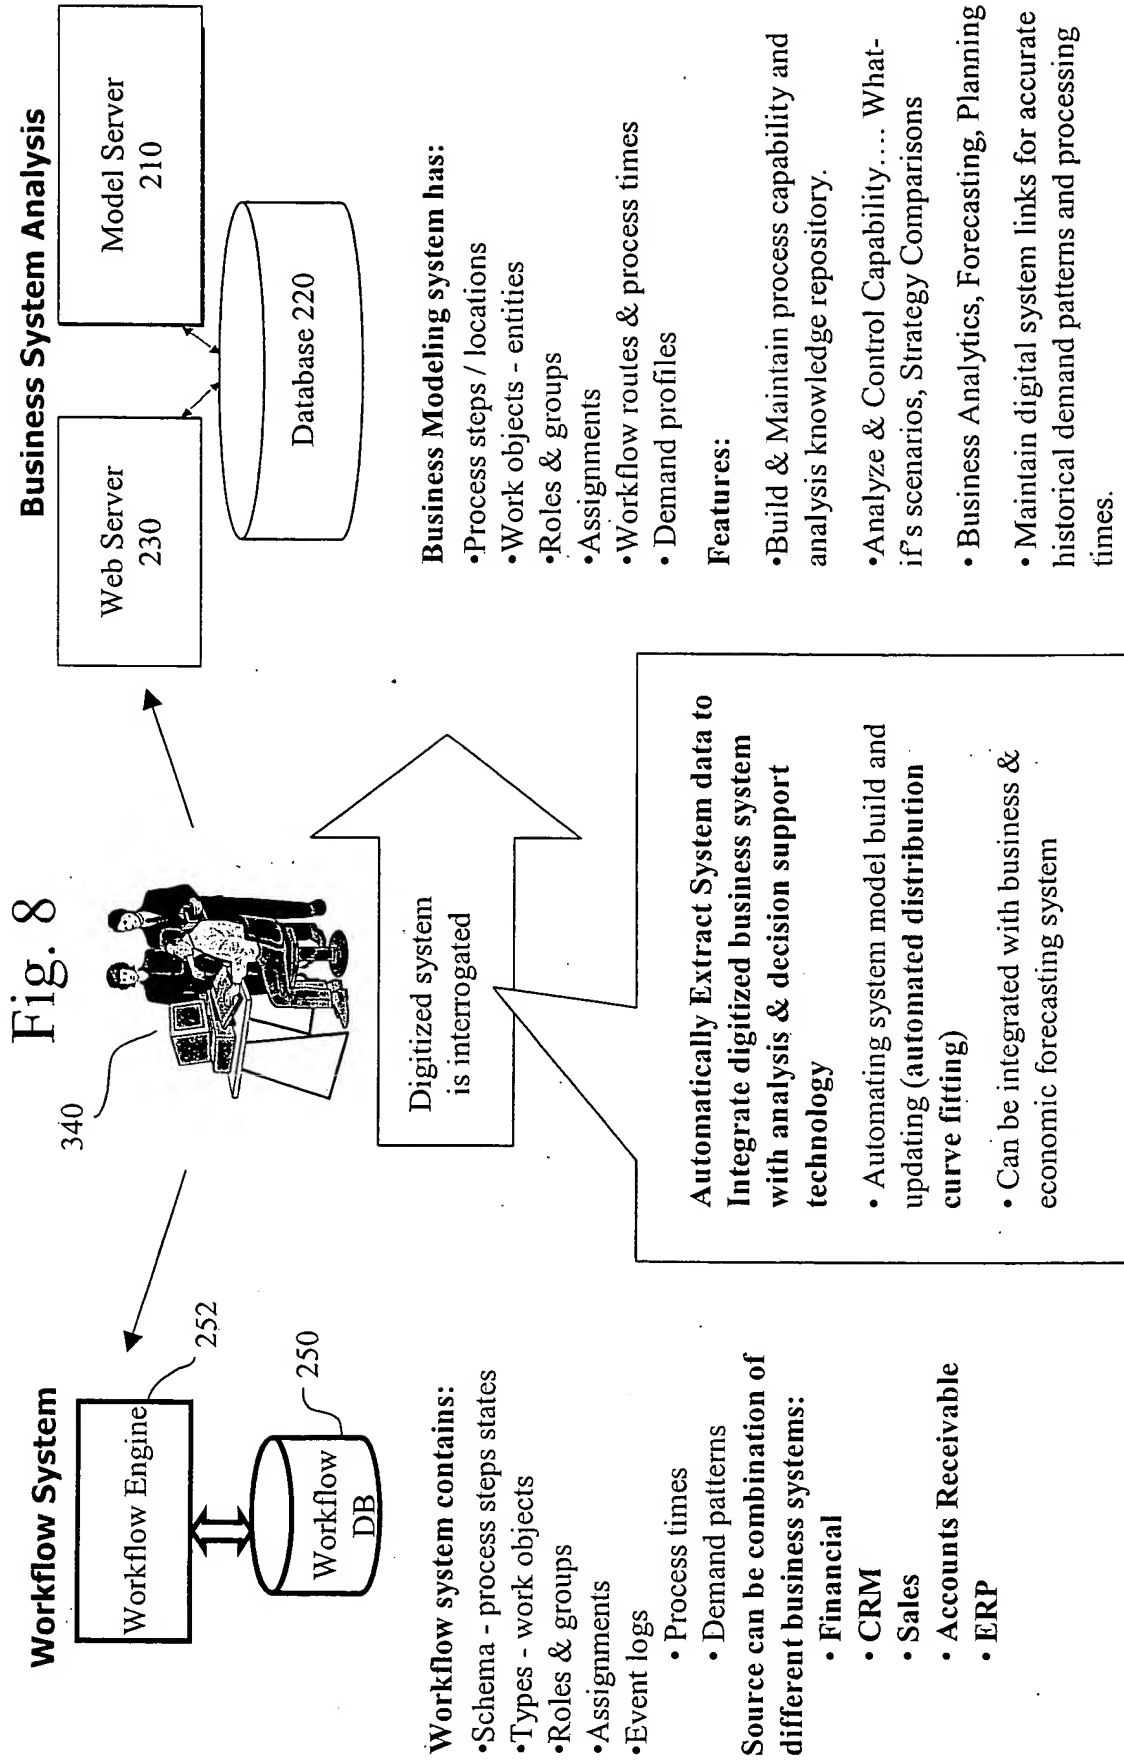 Fig. 8
Workflow System
Workflow Engine
252
Workflow
DB
250
Workflow system contains:
•Schema - process steps states
•Types - work objects
•Roles & groups
•Assignments
•Event logs
• Process times
• Demand patterns
Source can be combination of
different business systems:
• Financial
• CRM
• Sales
• Accounts Receivable
• ERP
340
Digitized system
is interrogated
Automatically Extract System data to
Integrate digitized business system
with analysis & decision support
technology
• Automating system model build and
updating (automated distribution
curve fitting)
• Can be integrated with business &
economic forecasting system
Business System Analysis
Web Server
230
Model Server
210
Database 220
Business Modeling system has:
•Process steps / locations
•Work objects - entities
•Roles & groups
•Assignments
•Workflow routes & process times
• Demand profiles
Features:
•Build & Maintain process capability and
analysis knowledge repository.
•Analyze & Control Capability.... What-
if's scenarios, Strategy Comparisons
• Business Analytics, Forecasting, Planning
• Maintain digital system links for accurate
historical demand patterns and processing
times.